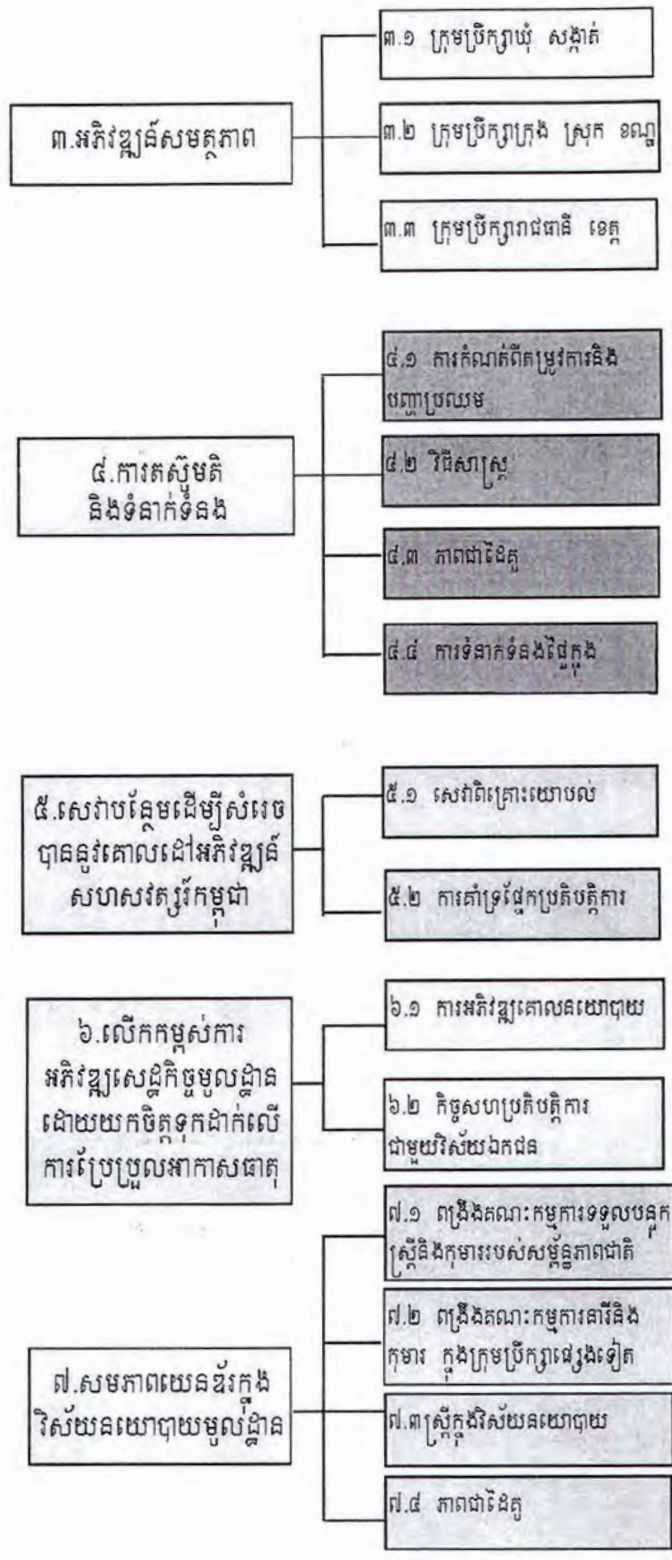 ៣.អភិវឌ្ឍន៍សមត្ថភាព
៣.១ ក្រុមប្រឹក្សាឃុំ សង្កាត់
៣.២ ក្រុមប្រឹក្សាក្រុង ស្រុក ខណ្ឌ
៣.៣ ក្រុមប្រឹក្សារាជធានី ខេត្ត
៤.ការតស៊ូមតិ
និងទំនាក់ទំនង
៤.១ ការកំណត់ពីតម្រូវការនិង
បញ្ហាប្រឈម
៤.២ វិធីសាស្ត្រ
៤.៣ ភាពជាដៃគូ
៤.៤ ការទំនាក់ទំនងផ្ទៃក្នុង
៥.សេវាបន្ថែមដើម្បីសំរេច
បាននូវគោលដៅអភិវឌ្ឍន៍
សហសវត្សរ៍កម្ពុជា
៥.១ សេវាពិគ្រោះយោបល់
៥.២ ការគាំទ្រផ្នែកប្រតិបត្តិការ
៦.លើកកម្ពស់ការ
អភិវឌ្ឍសេដ្ឋកិច្ចមូលដ្ឋាន
ដោយយកចិត្តទុកដាក់លើ
ការប្រែប្រួលអាកាសធាតុ
៦.១ ការអភិវឌ្ឍគោលនយោបាយ
៦.២ កិច្ចសហប្រតិបត្តិការ
ជាមួយវិស័យឯកជន
៧.សមភាពយេនឌ័រក្នុង
វិស័យនយោបាយមូលដ្ឋាន
៧.១ ពង្រឹងគណៈកម្មការទទួលបន្ទុក
ស្ត្រីនិងកុមាររបស់សម្ព័ន្ធភាពជាតិ
៧.២ ពង្រឹងគណៈកម្មការនារីនិង
កុមារ ក្នុងក្រុមប្រឹក្សាផ្សេងទៀត
៧.៣ស្ត្រីក្នុងវិស័យនយោបាយ
៧.៤ ភាពជាដៃគូ